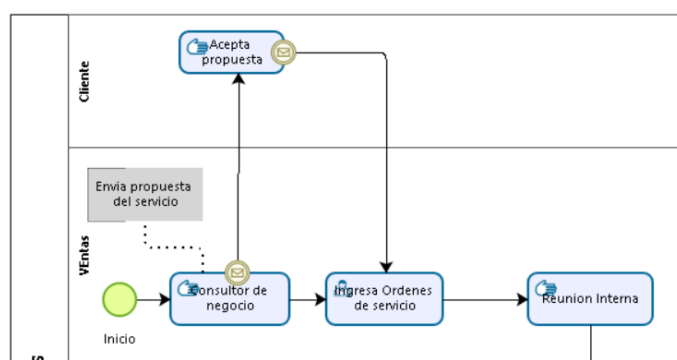 Cliente
Acepta
propuesta
VEntas
Envia propuesta
del servicio
Inicio
Consultor de
negocio
Ingresa Ordenes
de servicio
Reunion Interna